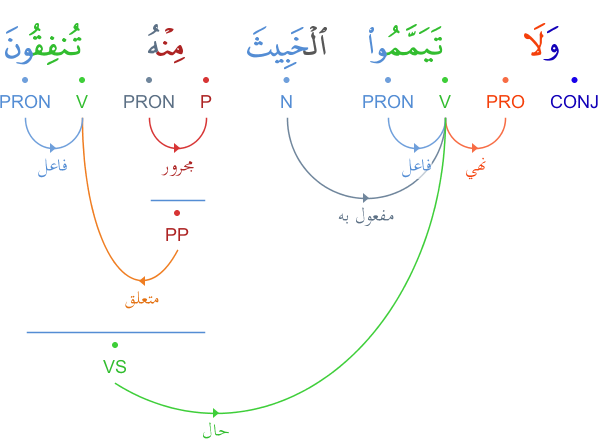 وَلَا تَيَمَّمُوا۟ ٱلْخَبِيثَ مِنْهُ تُنفِقُونَ
CONJ PRO V PRON N P PRON V PRON
فاعل مجرور فاعل نهي
مفعول به
PP
متعلق
VS
حال